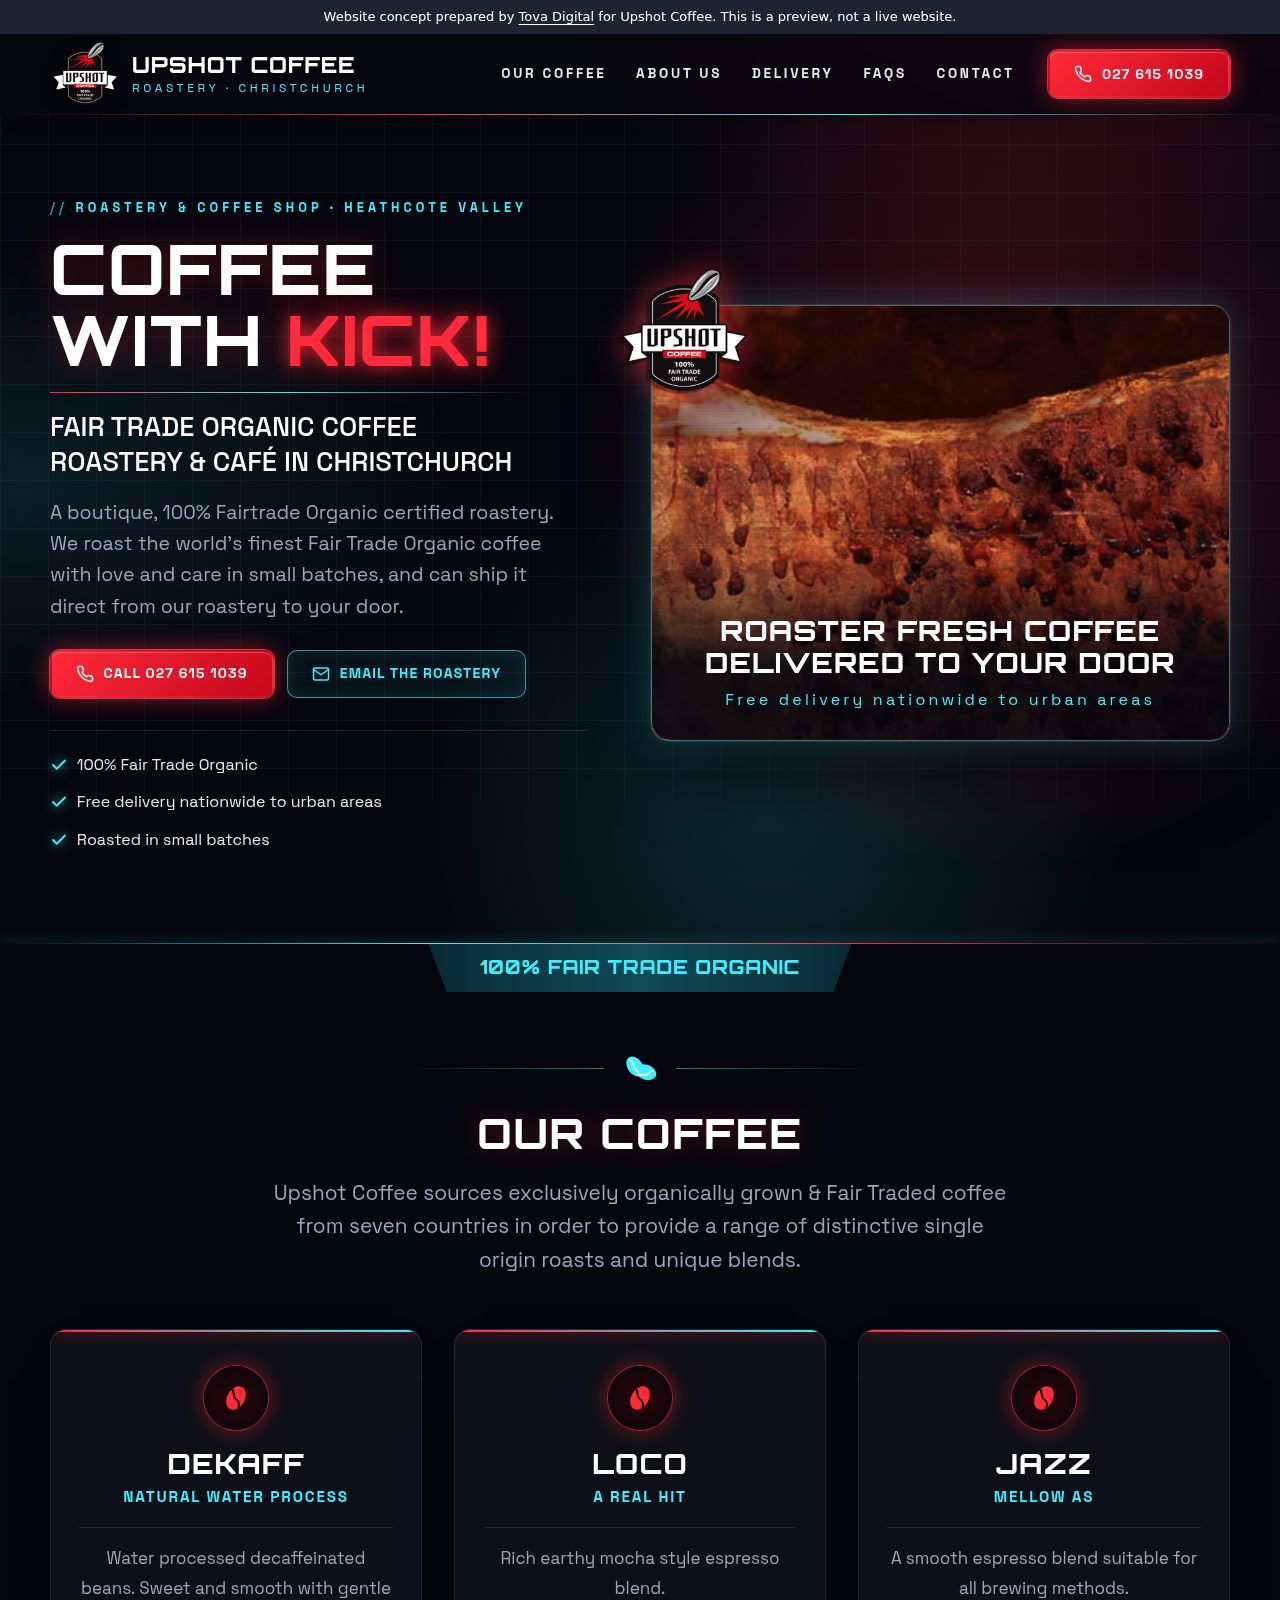 Website concept prepared by Tova Digital for Upshot Coffee. This is a preview, not a live website.
UPSHOT
COFFEE
100%
FAIR TRADE
ORGANIC
UPSHOT COFFEE
ROASTERY · CHRISTCHURCH
OUR COFFEE
ABOUT US
DELIVERY
FAQS
CONTACT
027 615 1039
// ROASTERY & COFFEE SHOP · HEATHCOTE VALLEY
COFFEE
WITH KICK!
FAIR TRADE ORGANIC COFFEE
ROASTERY & CAFÉ IN CHRISTCHURCH
A boutique, 100% Fairtrade Organic certified roastery.
We roast the world's finest Fair Trade Organic coffee
with love and care in small batches, and can ship it
direct from our roastery to your door.
CALL 027 615 1039
EMAIL THE ROASTERY
100% Fair Trade Organic
Free delivery nationwide to urban areas
Roasted in small batches
UPSHOT
COFFEE
100%
FAIR TRADE
ORGANIC
ROASTER FRESH COFFEE
DELIVERED TO YOUR DOOR
Free delivery nationwide to urban areas
100% FAIR TRADE ORGANIC
OUR COFFEE
Upshot Coffee sources exclusively organically grown & Fair Traded coffee
from seven countries in order to provide a range of distinctive single
origin roasts and unique blends.
DEKAFF
NATURAL WATER PROCESS
Water processed decaffeinated
beans. Sweet and smooth with gentle
LOCO
A REAL HIT
Rich earthy mocha style espresso
blend.
JAZZ
MELLOW AS
A smooth espresso blend suitable for
all brewing methods.